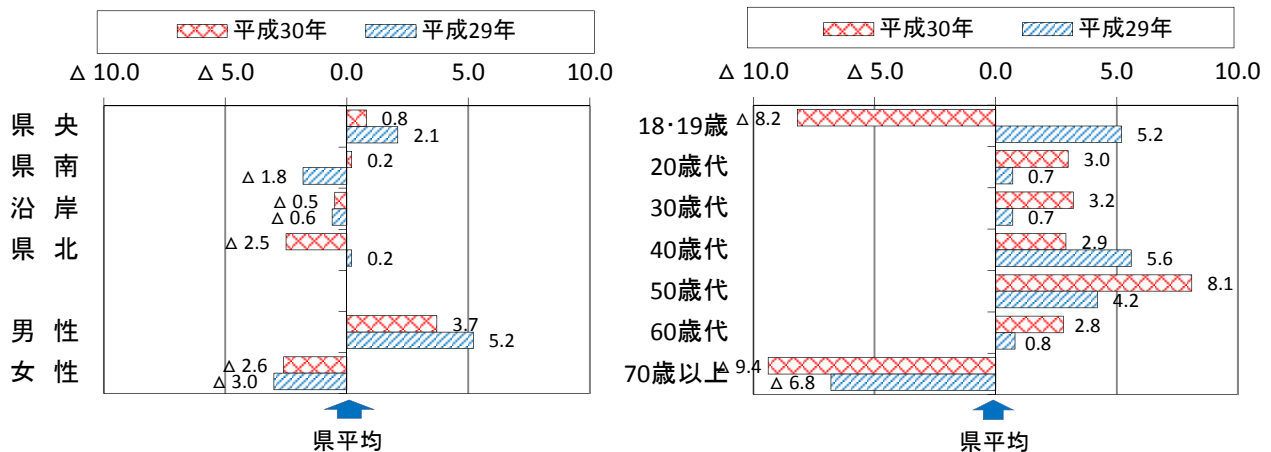 平成30年 平成29年
△ 10.0 △ 5.0 0.0 5.0 10.0
県 央 0.8
2.1
県 南 0.2
△ 1.8
沿 岸 △ 0.5
△ 0.6
県 北 △ 2.5
0.2
男 性 3.7
5.2
女 性 △ 2.6
△ 3.0
県平均
平成30年 平成29年
△ 10.0 △ 5.0 0.0 5.0 10.0
18･19歳 △ 8.2
5.2
20歳代 3.0
0.7
30歳代 3.2
0.7
40歳代 2.9
5.6
50歳代 8.1
4.2
60歳代 2.8
0.8
70歳以上 △ 9.4
△ 6.8
県平均